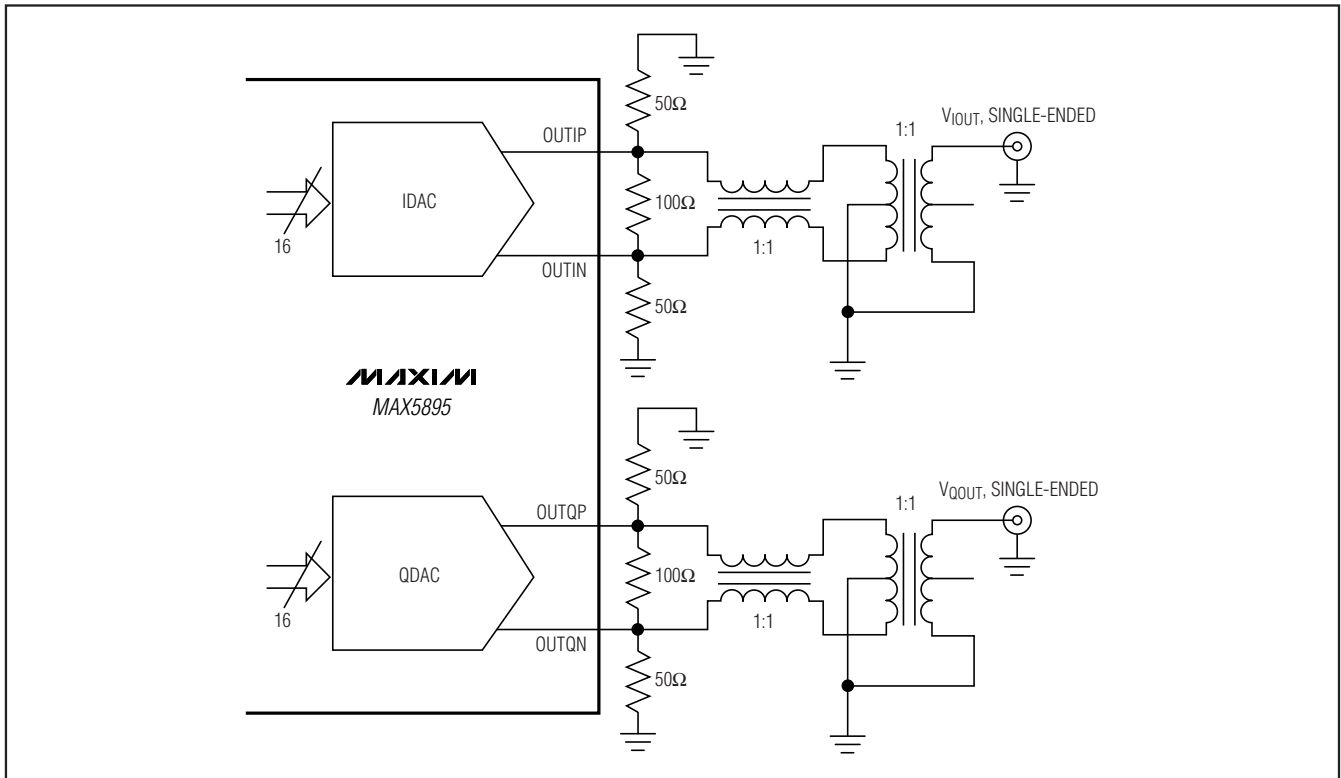 50Ω
V_IOUT, SINGLE-ENDED
1:1
OUTIP
IDAC
100Ω
16
1:1
OUTIN
50Ω
MAXIM
MAX5895
50Ω
V_QOUT, SINGLE-ENDED
1:1
OUTQP
QDAC
100Ω
16
1:1
OUTQN
50Ω